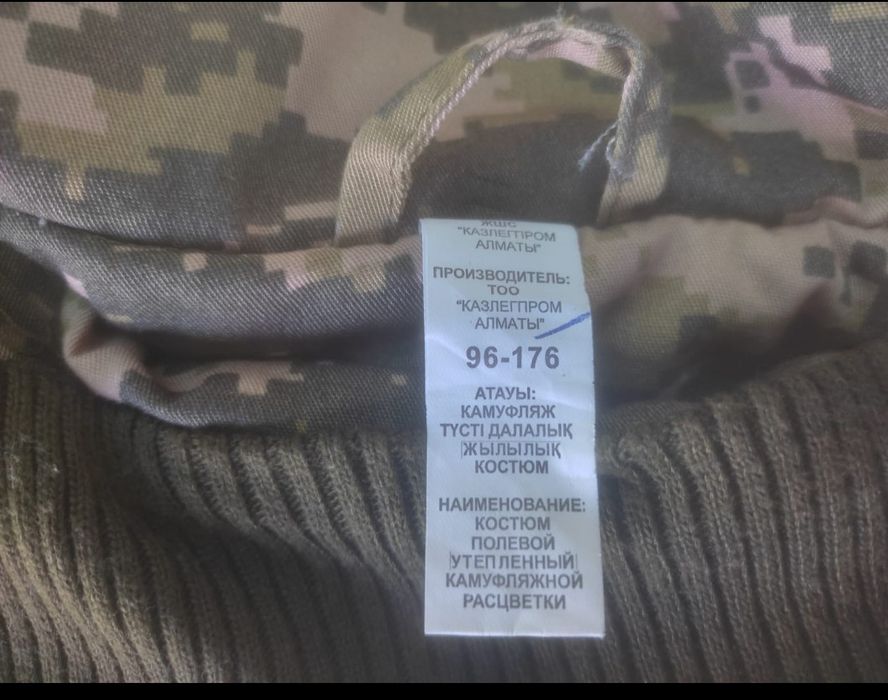 ЖШС
"КАЗЛЕГПРОМ
АЛМАТЫ"
ПРОИЗВОДИТЕЛЬ:
ТОО
"КАЗЛЕГПРОМ
АЛМАТЫ"
96-176
АТАУЫ:
КАМУФЛЯЖ
ТҮСТІ ДАЛАЛЫҚ
ЖЫЛЫЛЫҚ
КОСТЮМ
НАИМЕНОВАНИЕ:
КОСТЮМ
ПОЛЕВОЙ
УТЕПЛЕННЫЙ
КАМУФЛЯЖНОЙ
РАСЦВЕТКИ